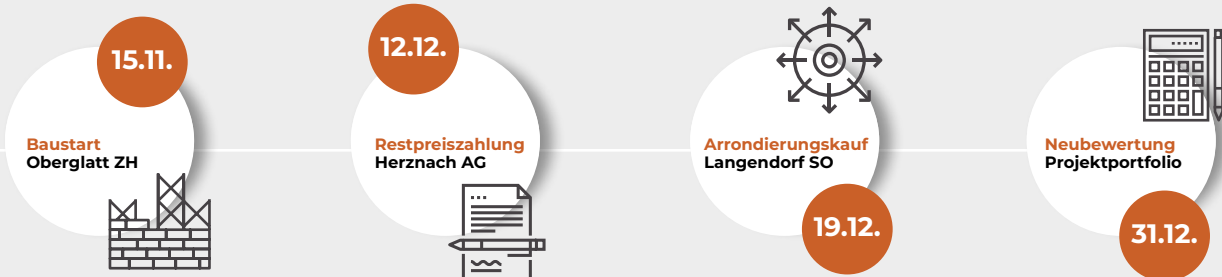 15.11.
Baustart
Oberglatt ZH
12.12.
Restpreiszahlung
Herznach AG
Arrondierungskauf
Langendorf SO
19.12.
Neubewertung
Projektportfolio
31.12.